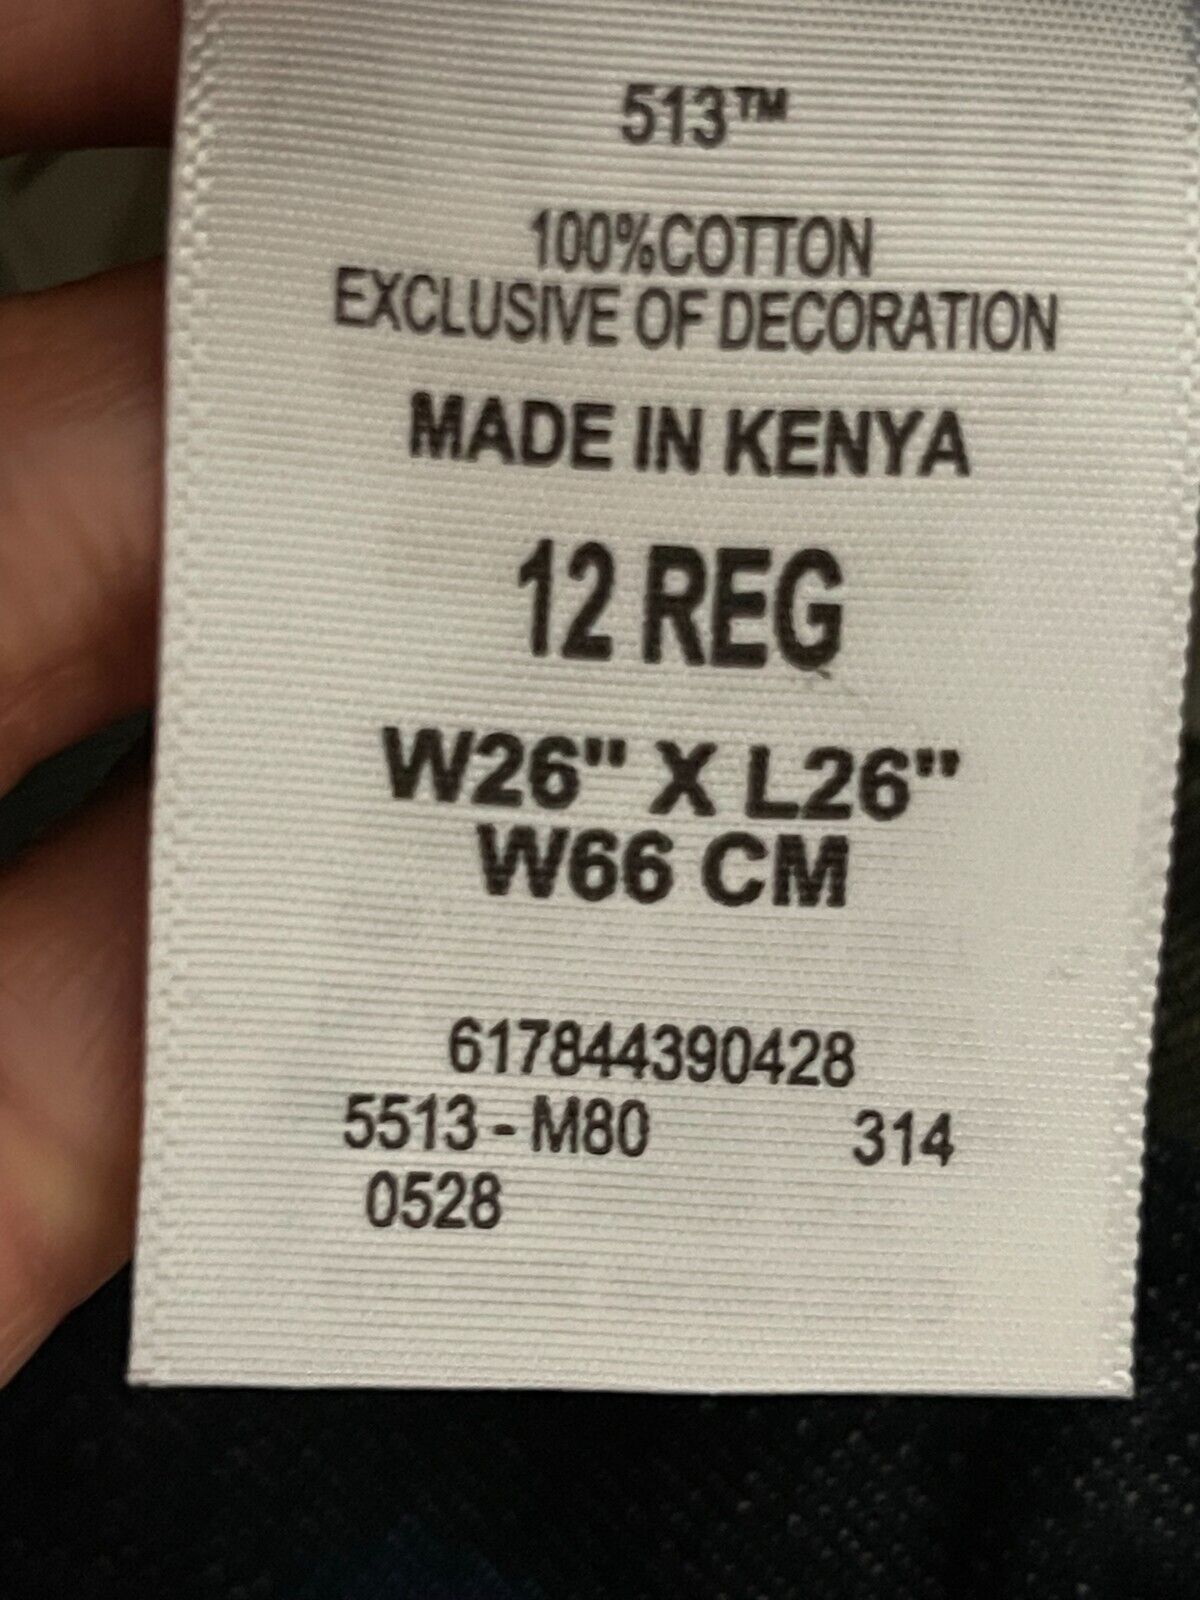 513™
100%COTTON
EXCLUSIVE OF DECORATION
MADE IN KENYA
12 REG
W26" X L26"
W66 CM
617844390428
5513 - M80 314
0528